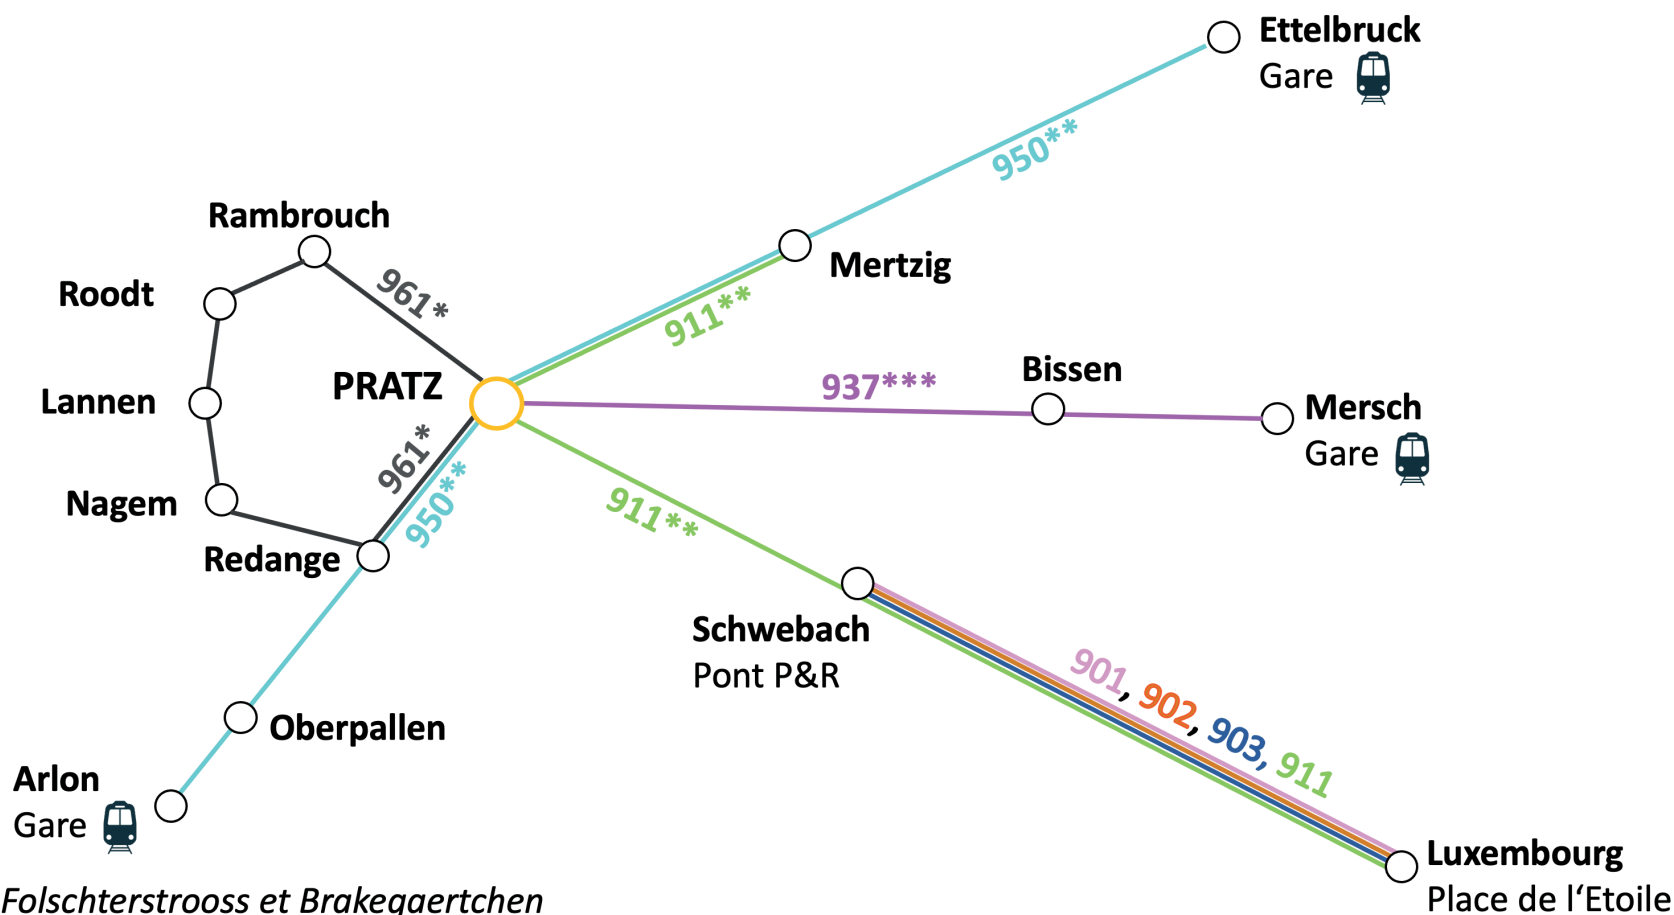 Ettelbruck
Gare
950**
Mertzig
911**
Rambrouch
961*
Roodt
PRATZ
Lannen
937***
Bissen
Mersch
Gare
961*
950**
Nagem
911**
Redange
Schwebach
Pont P&R
901, 902, 903, 911
Oberpallen
Arlon
Gare
Luxembourg
Place de l‘Etoile
Folschterstrooss et Brakegaertchen